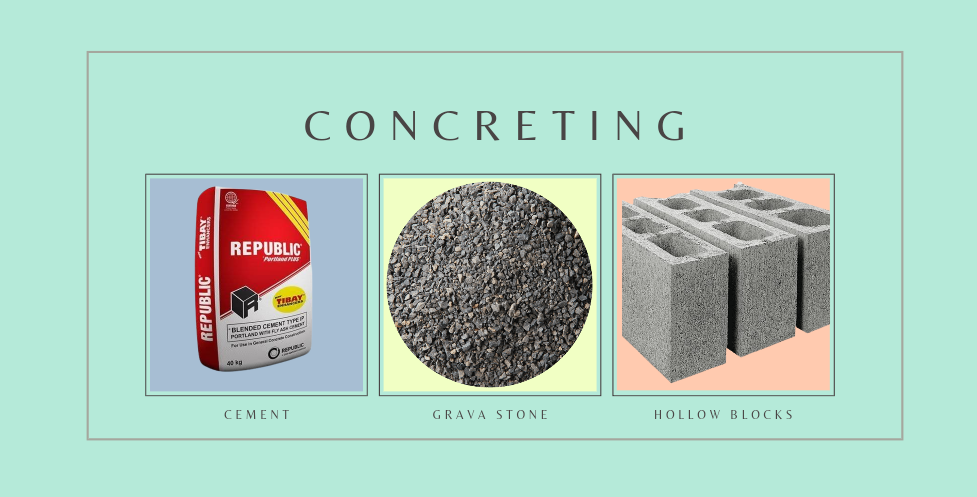 CONCRETING
TIBAY
REPUBLIC
REPUBLIC
Portland PLUS
TIBAY
BLENDED CEMENT TYPE IP
PORTLAND WITH FLY ASH CEMENT
For Use in General Concrete Construction
REPUBLIC
40 kg
CEMENT
GRAVA STONE
HOLLOW BLOCKS